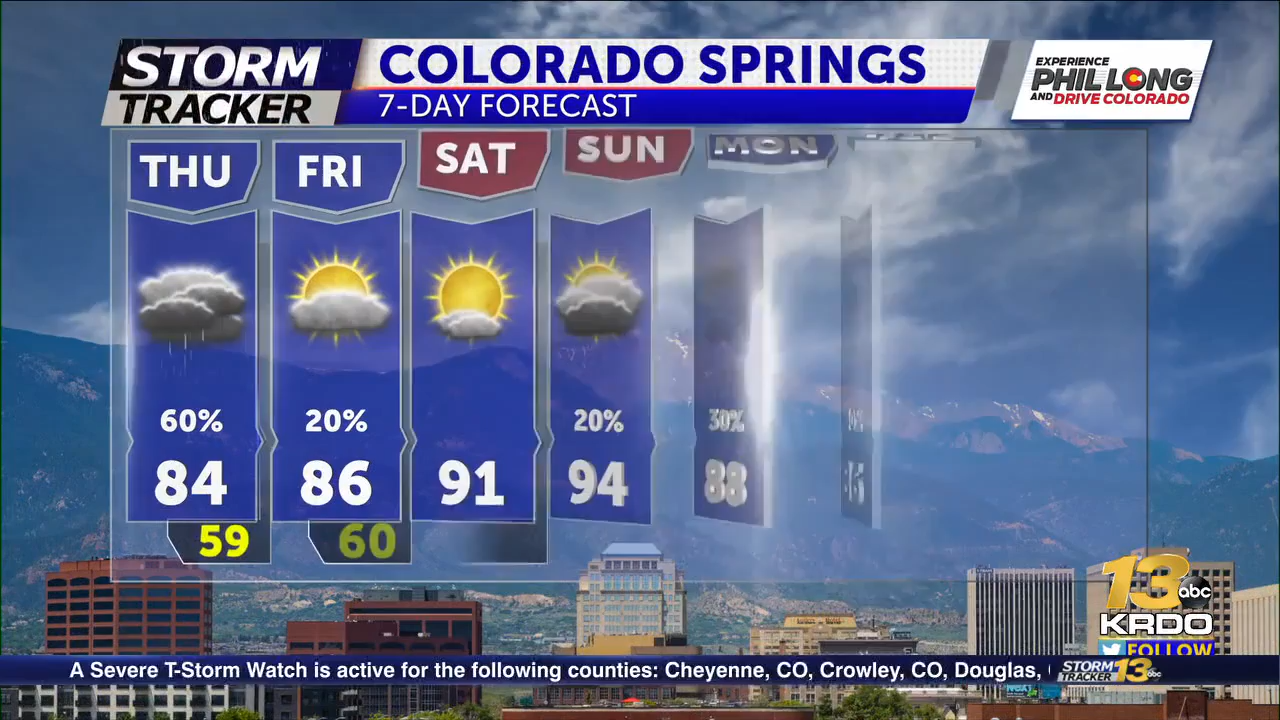 STORM
TRACKER
COLORADO SPRINGS
7-DAY FORECAST
EXPERIENCE
PHIL LONG
AND DRIVE COLORADO
THU
FRI
SAT
SUN
MON
60%
20%
20%
30%
84
86
91
94
88
59
60
13 abc
KRDO
FOLLOW
A Severe T-Storm Watch is active for the following counties: Cheyenne, CO, Crowley, CO, Douglas,
STORM
TRACKER 13 abc